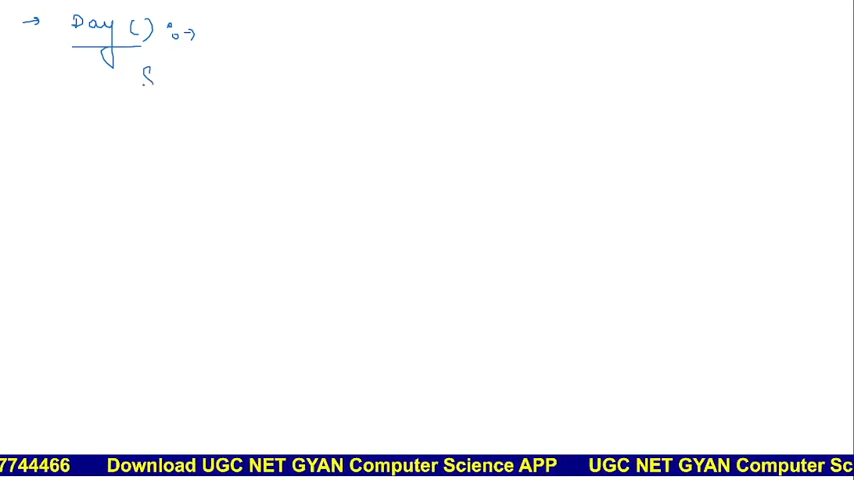 → Day () :→
S
7744466 Download UGC NET GYAN Computer Science APP UGC NET GYAN Computer Sc